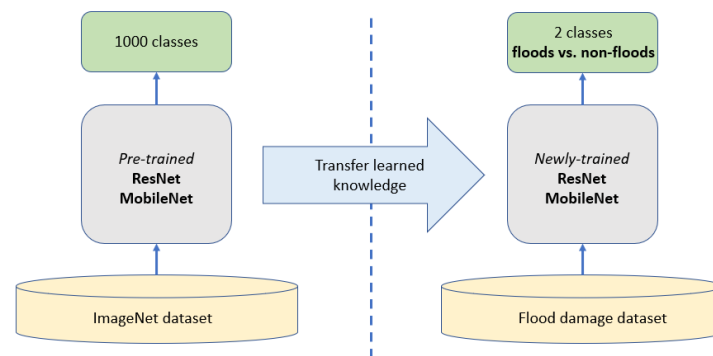 1000 classes
Pre-trained
ResNet
MobileNet
ImageNet dataset
Transfer learned
knowledge
2 classes
floods vs. non-floods
Newly-trained
ResNet
MobileNet
Flood damage dataset